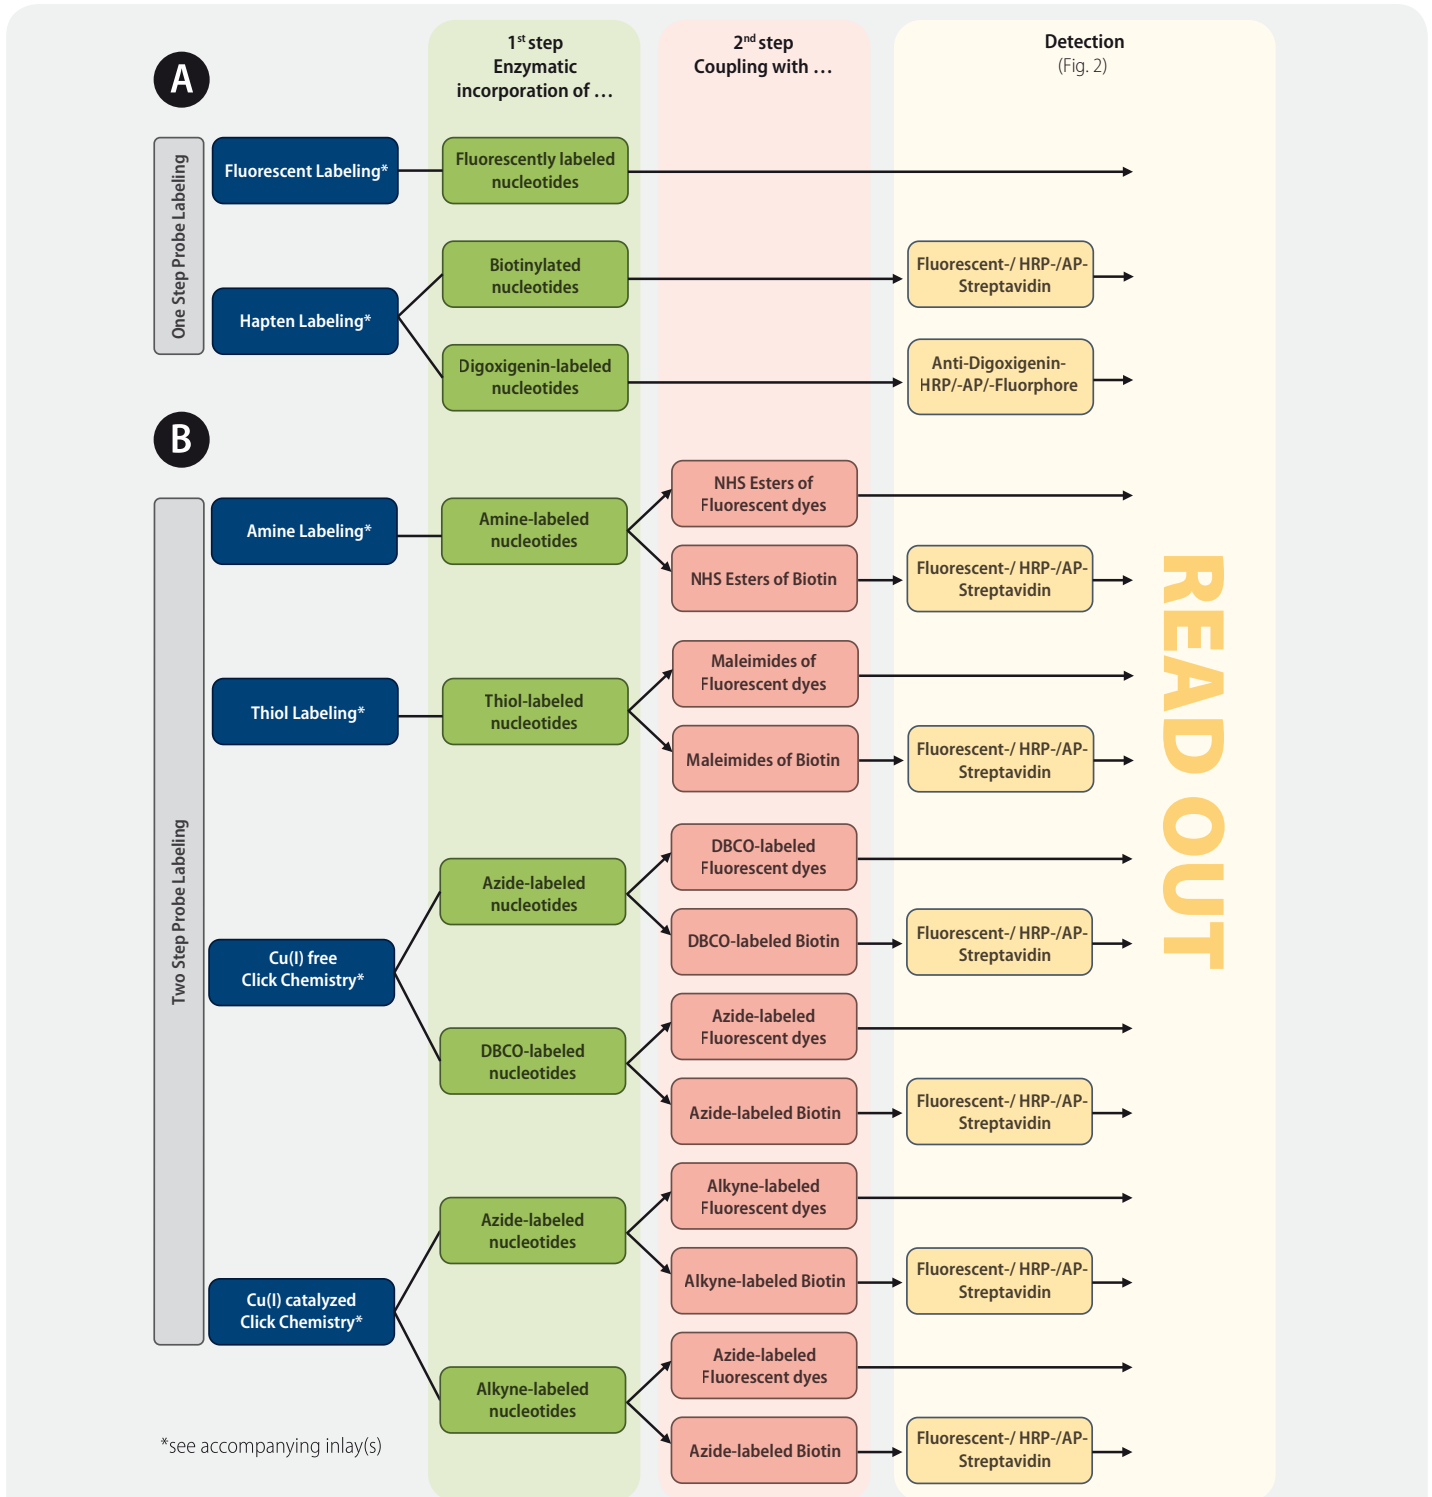 1st step
Enzymatic
incorporation of …
2nd step
Coupling with …
Detection
(Fig. 2)
A
One Step Probe Labeling
Fluorescent Labeling*
Fluorescently labeled
nucleotides
Hapten Labeling*
Biotinylated
nucleotides
Fluorescent-/ HRP-/AP-
Streptavidin
Digoxigenin-labeled
nucleotides
Anti-Digoxigenin-
HRP/-AP/-Fluorphore
B
Two Step Probe Labeling
Amine Labeling*
Amine-labeled
nucleotides
NHS Esters of
Fluorescent dyes
NHS Esters of Biotin
Fluorescent-/ HRP-/AP-
Streptavidin
Thiol Labeling*
Thiol-labeled
nucleotides
Maleimides of
Fluorescent dyes
Maleimides of Biotin
Fluorescent-/ HRP-/AP-
Streptavidin
Cu(I) free
Click Chemistry*
Azide-labeled
nucleotides
DBCO-labeled
Fluorescent dyes
DBCO-labeled Biotin
Fluorescent-/ HRP-/AP-
Streptavidin
DBCO-labeled
nucleotides
Azide-labeled
Fluorescent dyes
Azide-labeled Biotin
Fluorescent-/ HRP-/AP-
Streptavidin
Cu(I) catalyzed
Click Chemistry*
Azide-labeled
nucleotides
Alkyne-labeled
Fluorescent dyes
Alkyne-labeled Biotin
Fluorescent-/ HRP-/AP-
Streptavidin
Alkyne-labeled
nucleotides
Azide-labeled
Fluorescent dyes
Azide-labeled Biotin
Fluorescent-/ HRP-/AP-
Streptavidin
READ OUT
*see accompanying inlay(s)